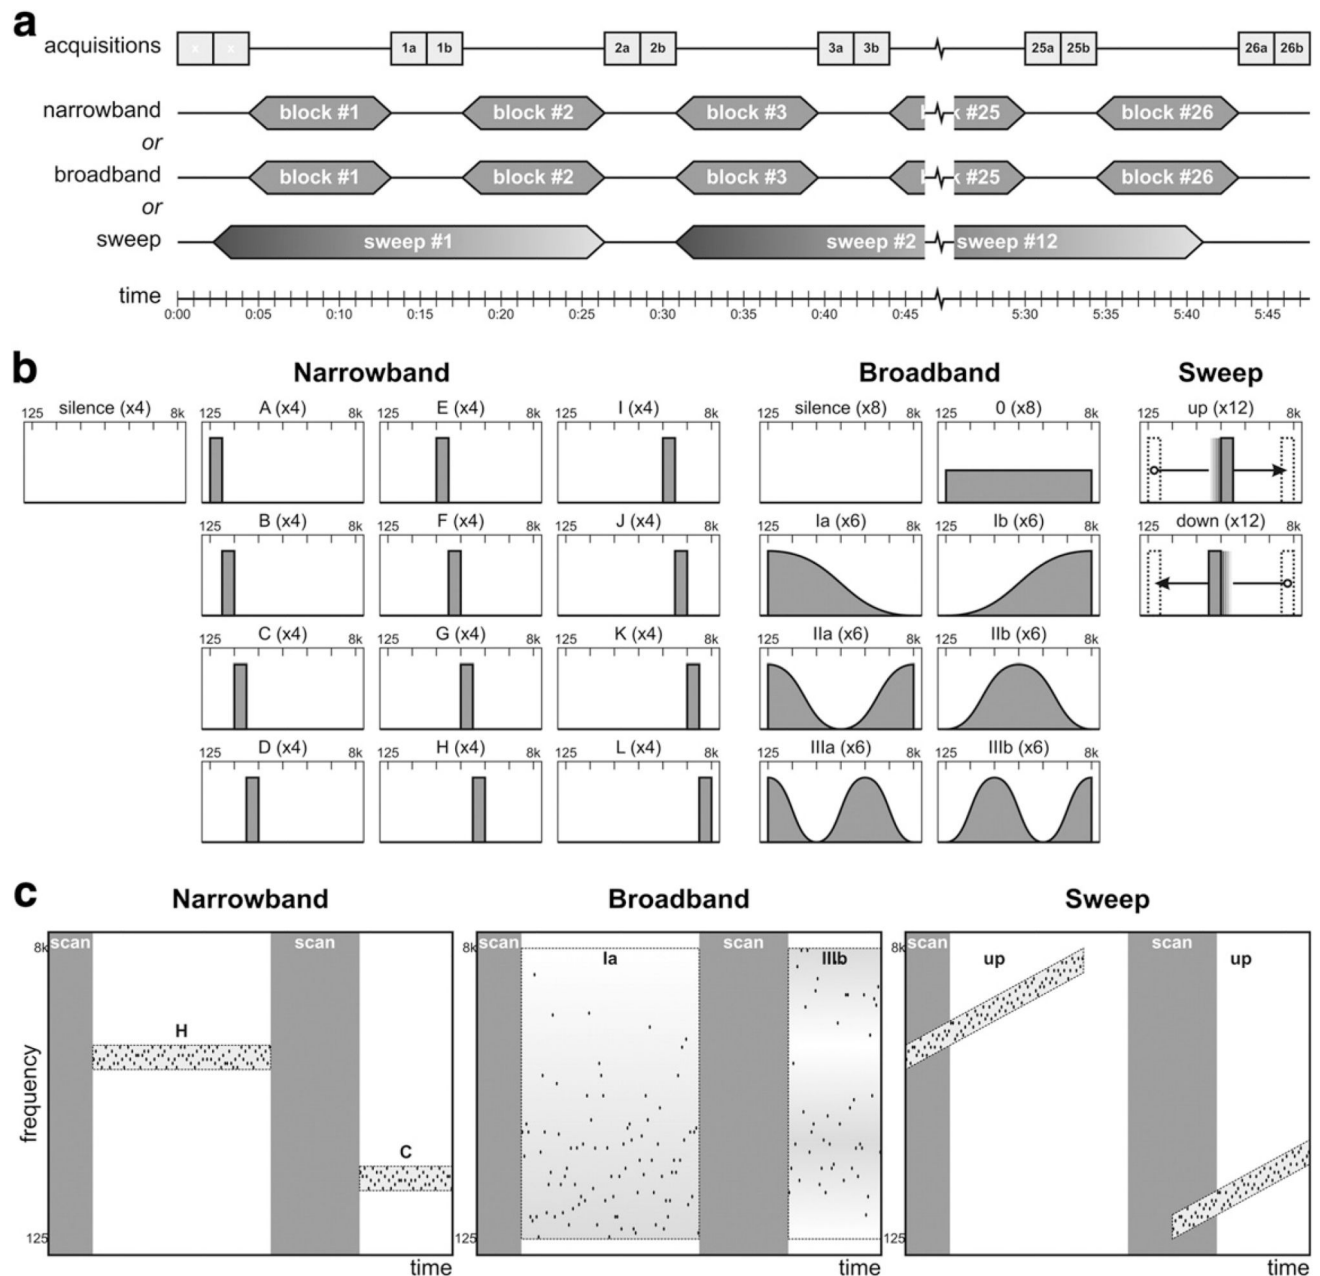 a
acquisitions x x 1a 1b 2a 2b 3a 3b 25a 25b 26a 26b
narrowband block #1 block #2 block #3 k #25 block #26
or
broadband block #1 block #2 block #3 k #25 block #26
or
sweep sweep #1 sweep #2 sweep #12
time
0:00 0:05 0:10 0:15 0:20 0:25 0:30 0:35 0:40 0:45 5:30 5:35 5:40 5:45
b Narrowband Broadband Sweep
125 silence (x4) 8k 125 A (x4) 8k 125 E (x4) 8k 125 I (x4) 8k 125 silence (x8) 8k 125 0 (x8) 8k 125 up (x12) 8k
125 B (x4) 8k 125 F (x4) 8k 125 J (x4) 8k 125 Ia (x6) 8k 125 Ib (x6) 8k 125 down (x12) 8k
125 C (x4) 8k 125 G (x4) 8k 125 K (x4) 8k 125 IIa (x6) 8k 125 IIb (x6) 8k
125 D (x4) 8k 125 H (x4) 8k 125 L (x4) 8k 125 IIIa (x6) 8k 125 IIIb (x6) 8k
c Narrowband Broadband Sweep
8k scan scan 8k scan Ia scan IIIb 8k scan up scan up
H
frequency
C
125 125 125
time time time